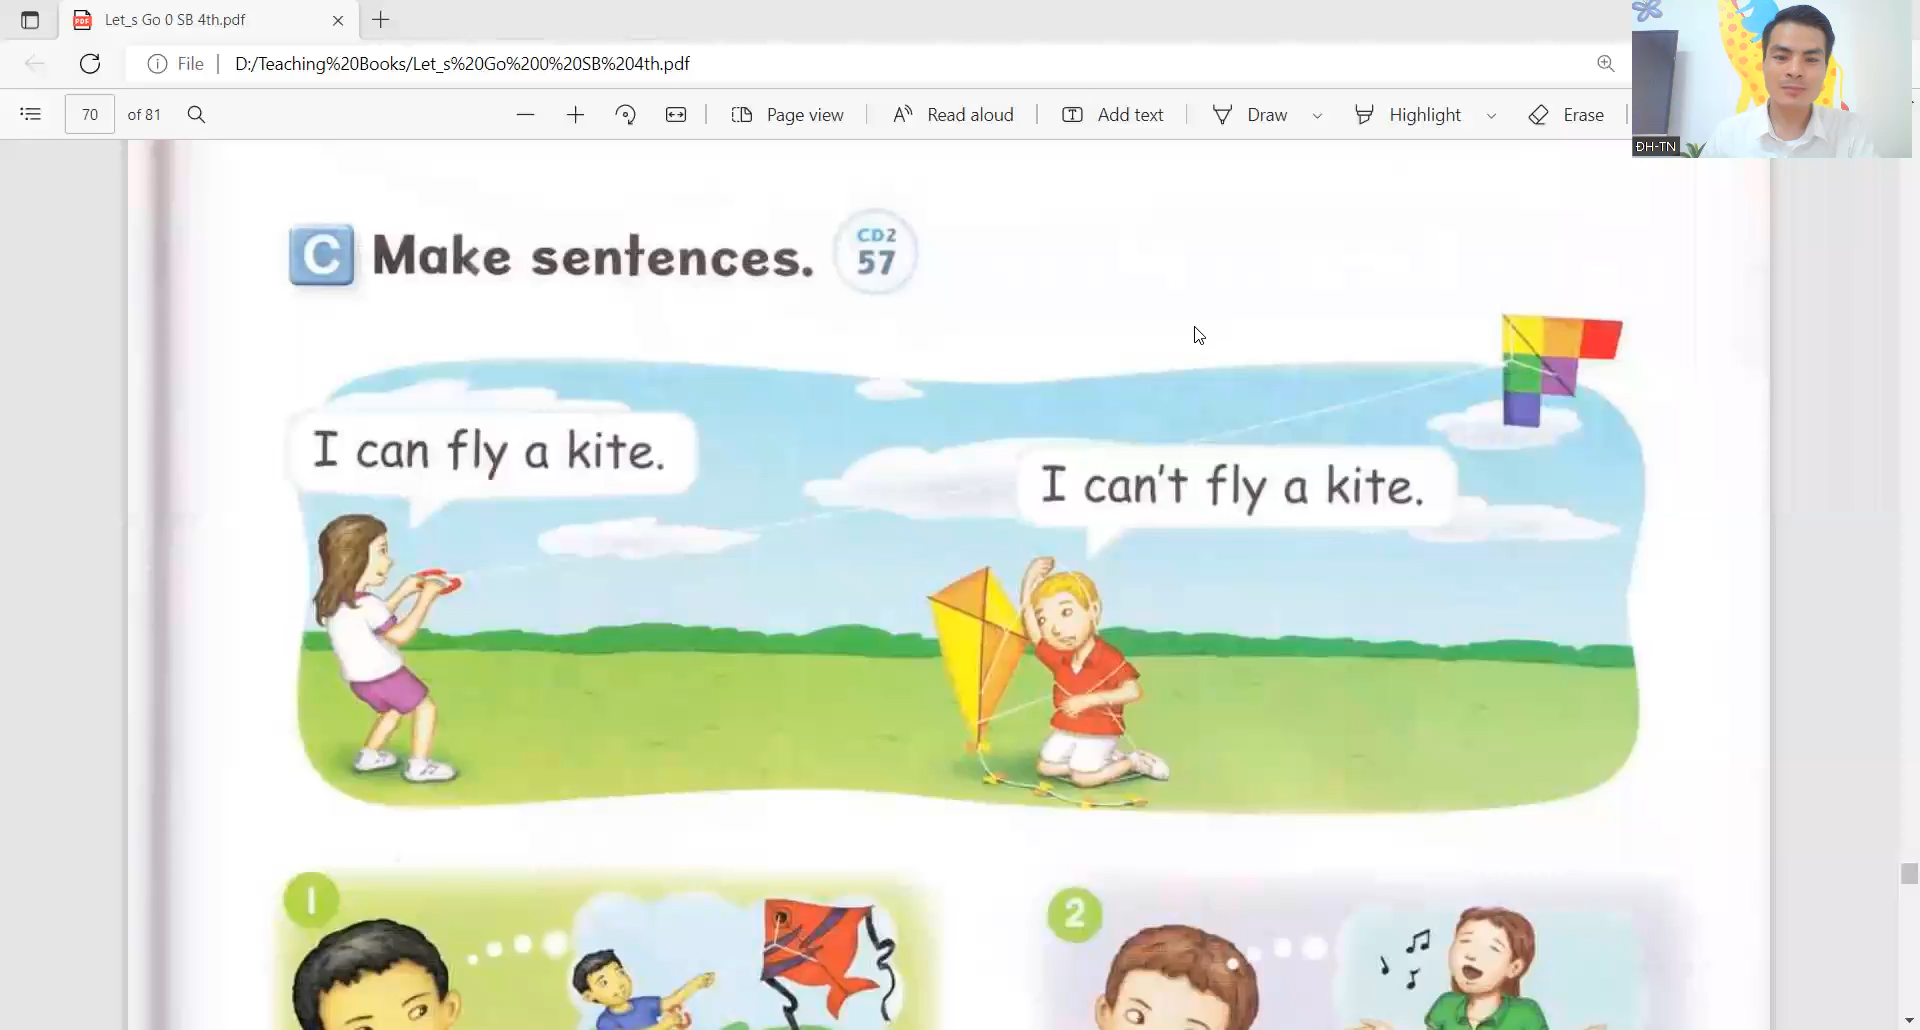 Let_s Go 0 SB 4th.pdf
File
D:/Teaching%20Books/Let_s%20Go%200%20SB%204th.pdf
70 of 81
Page view
Read aloud
Add text
Draw
Highlight
Erase
ĐH-TN
C Make sentences.
CD2
57
I can fly a kite.
I can't fly a kite.
1
2